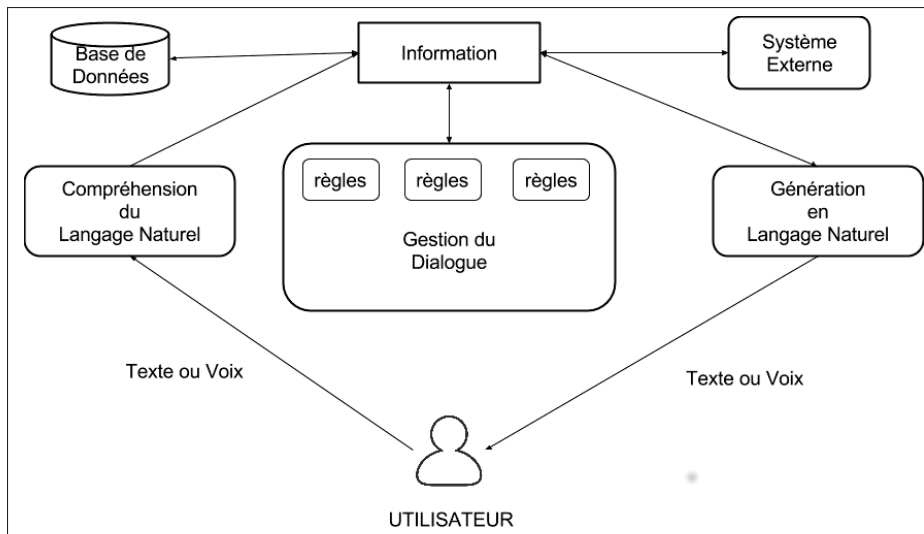 Base de
Données
Information
Système
Externe
Compréhension
du
Langage Naturel
règles
règles
règles
Gestion du
Dialogue
Génération
en
Langage Naturel
Texte ou Voix
Texte ou Voix
UTILISATEUR